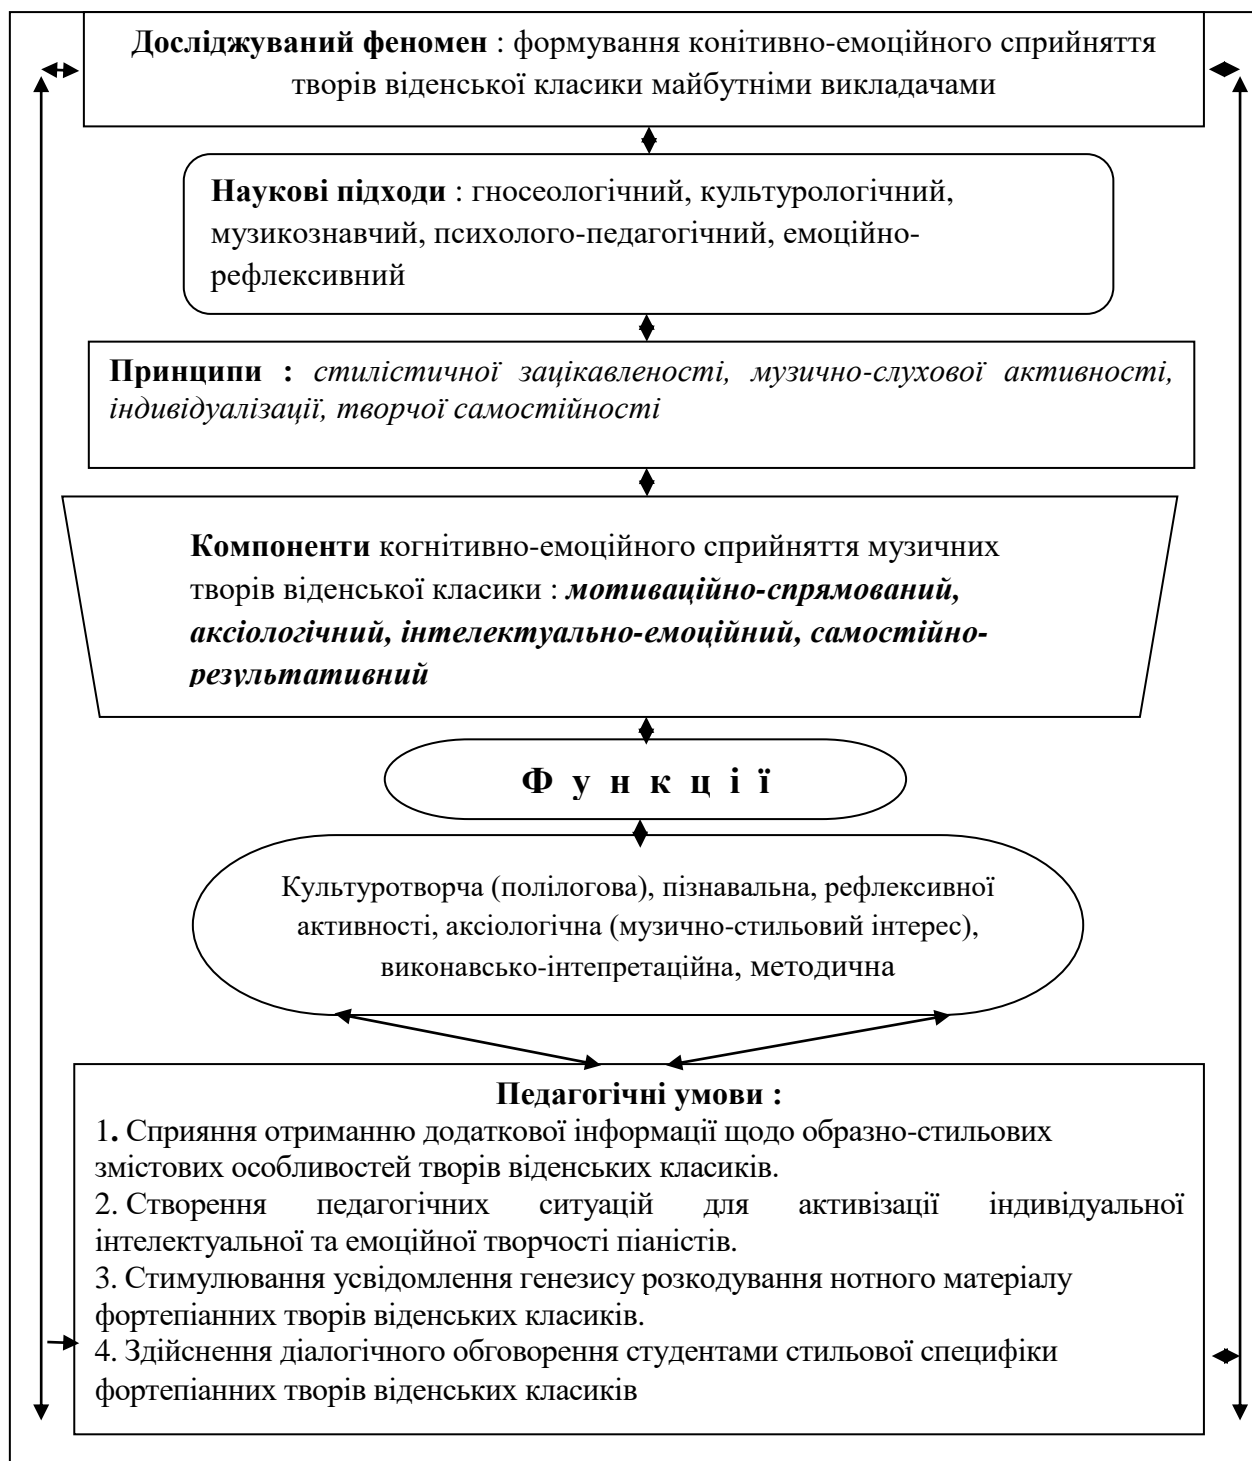 Досліджуваний феномен : формування конітивно-емоційного сприйняття
творів віденської класики майбутніми викладачами
Наукові підходи : гносеологічний, культурологічний,
музикознавчий, психолого-педагогічний, емоційно-
рефлексивний
Принципи : стилістичної зацікавленості, музично-слухової активності,
індивідуалізації, творчої самостійності
Компоненти когнітивно-емоційного сприйняття музичних
творів віденської класики : мотиваційно-спрямований,
аксіологічний, інтелектуально-емоційний, самостійно-
результативний
Ф у н к ц і ї
Культуротворча (полілогова), пізнавальна, рефлексивної
активності, аксіологічна (музично-стильовий інтерес),
виконавсько-інтепретаційна, методична
Педагогічні умови :
1. Сприяння отриманню додаткової інформації щодо образно-стильових
змістових особливостей творів віденських класиків.
2. Створення педагогічних ситуацій для активізації індивідуальної
інтелектуальної та емоційної творчості піаністів.
3. Стимулювання усвідомлення генезису розкодування нотного матеріалу
фортепіанних творів віденських класиків.
4. Здійснення діалогічного обговорення студентами стильової специфіки
фортепіанних творів віденських класиків